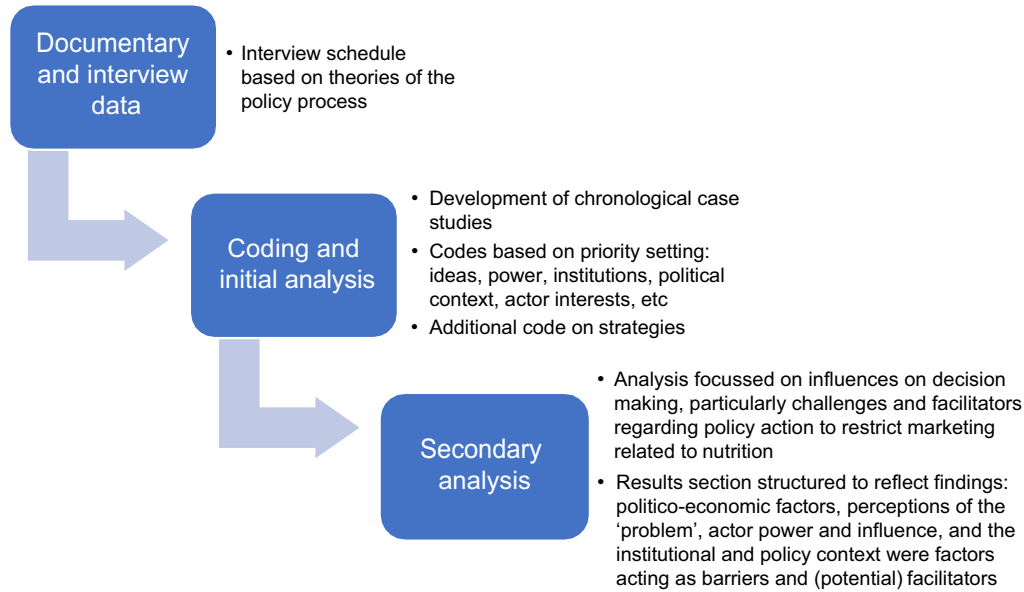 Documentary
and interview
data
• Interview schedule
based on theories of the
policy process
Coding and
initial analysis
• Development of chronological case
studies
• Codes based on priority setting:
ideas, power, institutions, political
context, actor interests, etc
• Additional code on strategies
Secondary
analysis
• Analysis focussed on influences on decision
making, particularly challenges and facilitators
regarding policy action to restrict marketing
related to nutrition
• Results section structured to reflect findings:
politico-economic factors, perceptions of the
‘problem’, actor power and influence, and the
institutional and policy context were factors
acting as barriers and (potential) facilitators